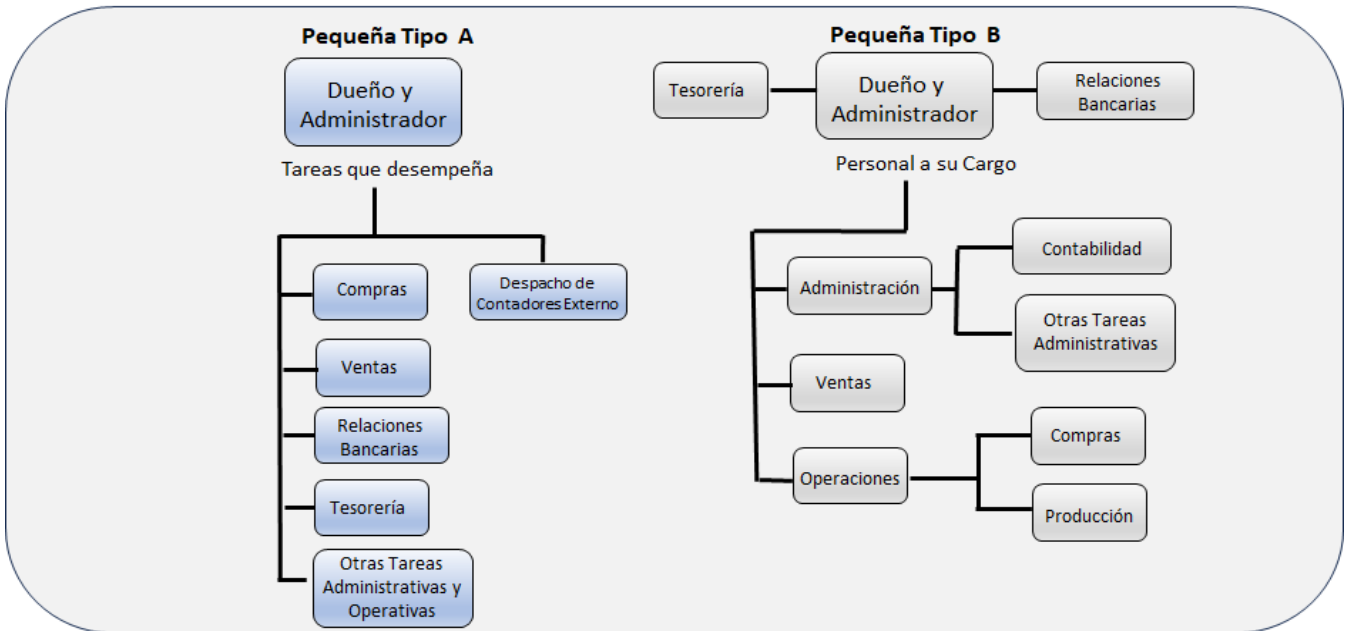 Pequeña Tipo A
Dueño y
Administrador
Tareas que desempeña
Compras
Despacho de
Contadores Externo
Ventas
Relaciones
Bancarias
Tesorería
Otras Tareas
Administrativas y
Operativas
Pequeña Tipo B
Tesorería
Dueño y
Administrador
Relaciones
Bancarias
Personal a su Cargo
Administración
Contabilidad
Otras Tareas
Administrativas
Ventas
Operaciones
Compras
Producción